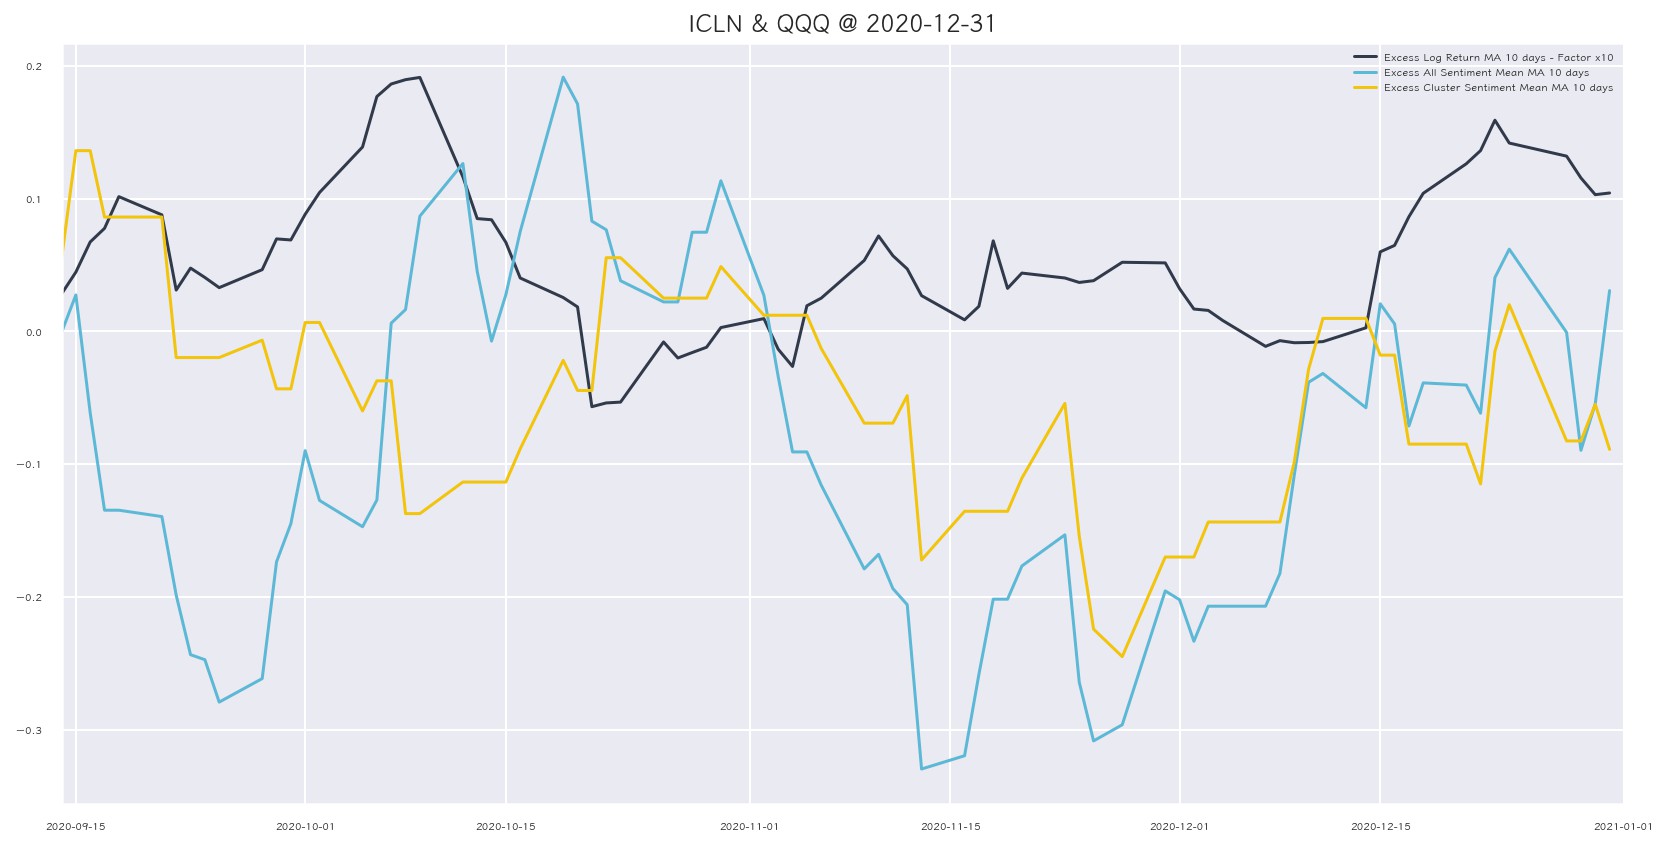 ICLN & QQQ @ 2020-12-31
Excess Log Return MA 10 days - Factor x10
Excess All Sentiment Mean MA 10 days
Excess Cluster Sentiment Mean MA 10 days
0.2
0.1
0.0
−0.1
−0.2
−0.3
2020-09-15 2020-10-01 2020-10-15 2020-11-01 2020-11-15 2020-12-01 2020-12-15 2021-01-01